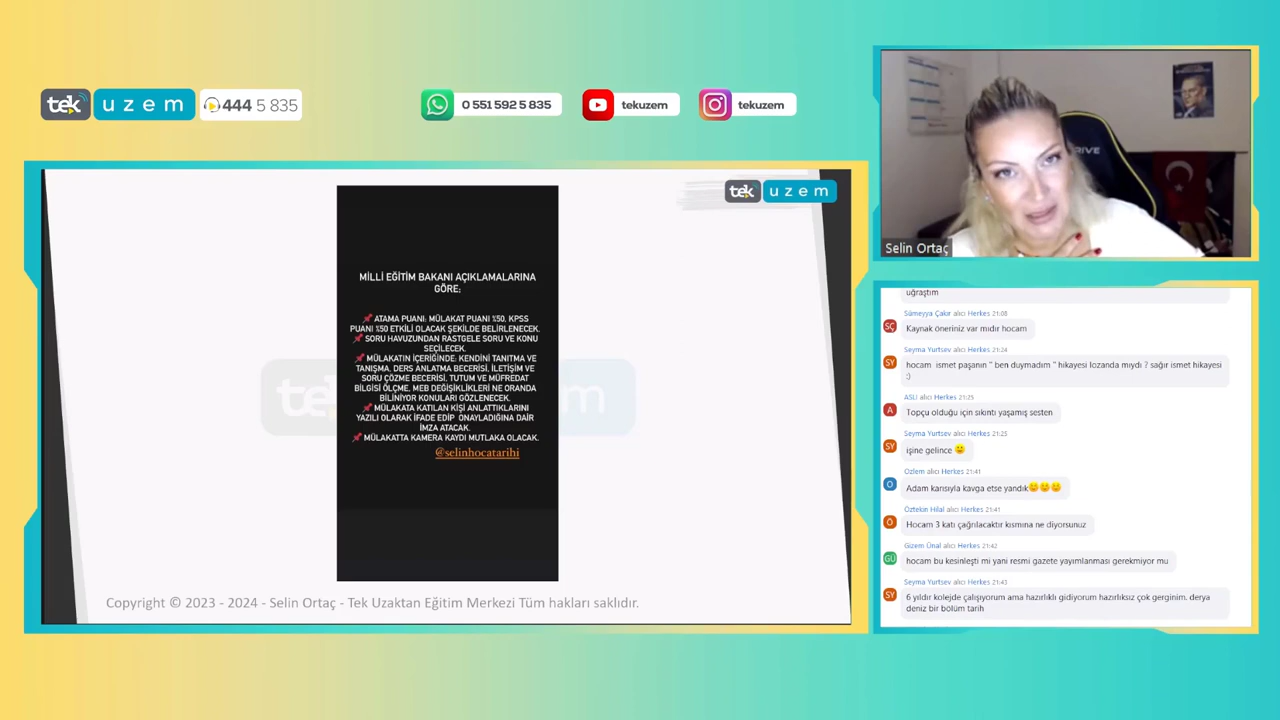 tek uzem 444 5 835
0 551 592 5 835
tekuzem
tekuzem
tek uzem
MİLLİ EĞİTİM BAKANI AÇIKLAMALARINA
GÖRE;
📌 ATAMA PUANI: MÜLAKAT PUANI %50, KPSS
PUANI %50 ETKİLİ OLACAK ŞEKİLDE BELİRLENECEK.
📌 SORU HAVUZUNDAN RASTGELE SORU VE KONU
SEÇİLECEK.
📌 MÜLAKATIN İÇERİĞİNDE; KENDİNİ TANITMA VE
TANIŞMA, DERS ANLATMA BECERİSİ, İLETİŞİM VE
SORU ÇÖZME BECERİSİ, TUTUM VE MÜFREDAT
BİLGİSİ ÖLÇME, MEB DEĞİŞİKLİKLERİ NE ORANDA
BİLİNİYOR KONULARI GÖZLENECEK.
📌 MÜLAKATA KATILAN KİŞİ ANLATTIKLARINI
YAZILI OLARAK İFADE EDİP ONAYLADIĞINA DAİR
İMZA ATACAK.
📌 MÜLAKATTA KAMERA KAYDI MUTLAKA OLACAK.
@selinhocatarihi
Copyright © 2023 - 2024 - Selin Ortaç - Tek Uzaktan Eğitim Merkezi Tüm hakları saklıdır.
RIVE
Selin Ortaç
uğraştım
Sümeyya Çakır alıcı Herkes 21:08
SÇ
Kaynak öneriniz var mıdır hocam
Seyma Yurtsev alıcı Herkes 21:24
SY
hocam ismet paşanın " ben duymadım " hikayesi lozanda mıydı ? sağır ismet hikayesi
:)
ASLI alıcı Herkes 21:25
A
Topçu olduğu için sıkıntı yaşamış sesten
Seyma Yurtsev alıcı Herkes 21:25
SY
işine gelince 😄
Ozlem alıcı Herkes 21:41
O
Adam karısıyla kavga etse yandık😊😊😊
Öztekin Hilal alıcı Herkes 21:41
Ö
Hocam 3 katı çağrılacaktır kısmına ne diyorsunuz
Gizem Ünal alıcı Herkes 21:42
GÜ
hocam bu kesinleşti mi yani resmi gazete yayımlanması gerekmiyor mu
Seyma Yurtsev alıcı Herkes 21:43
SY
6 yıldır kolejde çalışıyorum ama hazırlıklı gidiyorum hazırlıksız çok gerginim. derya
deniz bir bölüm tarih